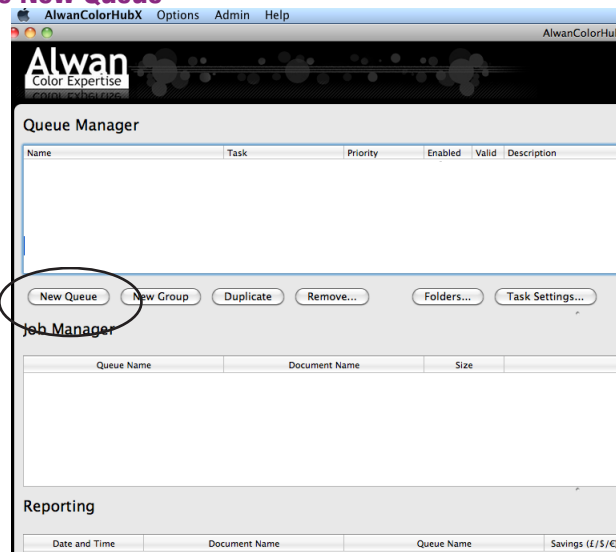 New Queue
AlwanColorHubX Options Admin Help
AlwanColorHub
Alwan
Color Expertise
Queue Manager
Name Task Priority Enabled Valid Description
New Queue New Group Duplicate Remove... Folders... Task Settings...
Job Manager
Queue Name Document Name Size
Reporting
Date and Time Document Name Queue Name Savings (£/$/€